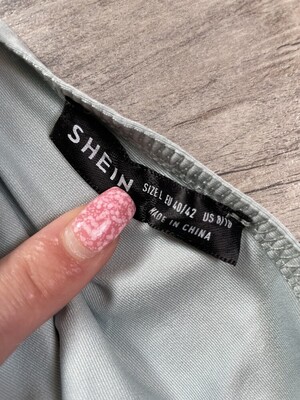 SHEIN
SIZE L EU 40/42 US 8/10
MADE IN CHINA